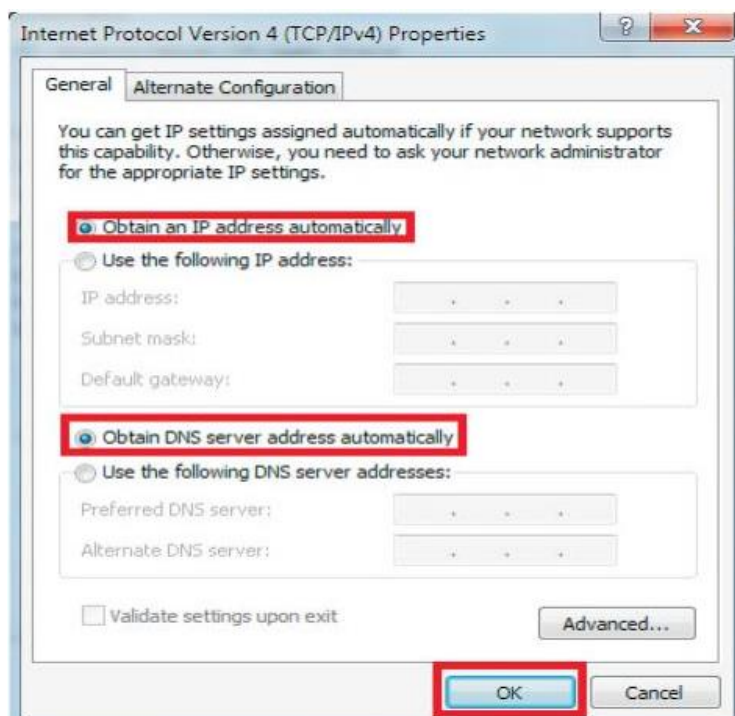 Internet Protocol Version 4 (TCP/IPv4) Properties
General
Alternate Configuration
You can get IP settings assigned automatically if your network supports
this capability. Otherwise, you need to ask your network administrator
for the appropriate IP settings.
Obtain an IP address automatically
Use the following IP address:
IP address:
Subnet mask:
Default gateway:
Obtain DNS server address automatically
Use the following DNS server addresses:
Preferred DNS server:
Alternate DNS server:
Validate settings upon exit
Advanced...
OK
Cancel